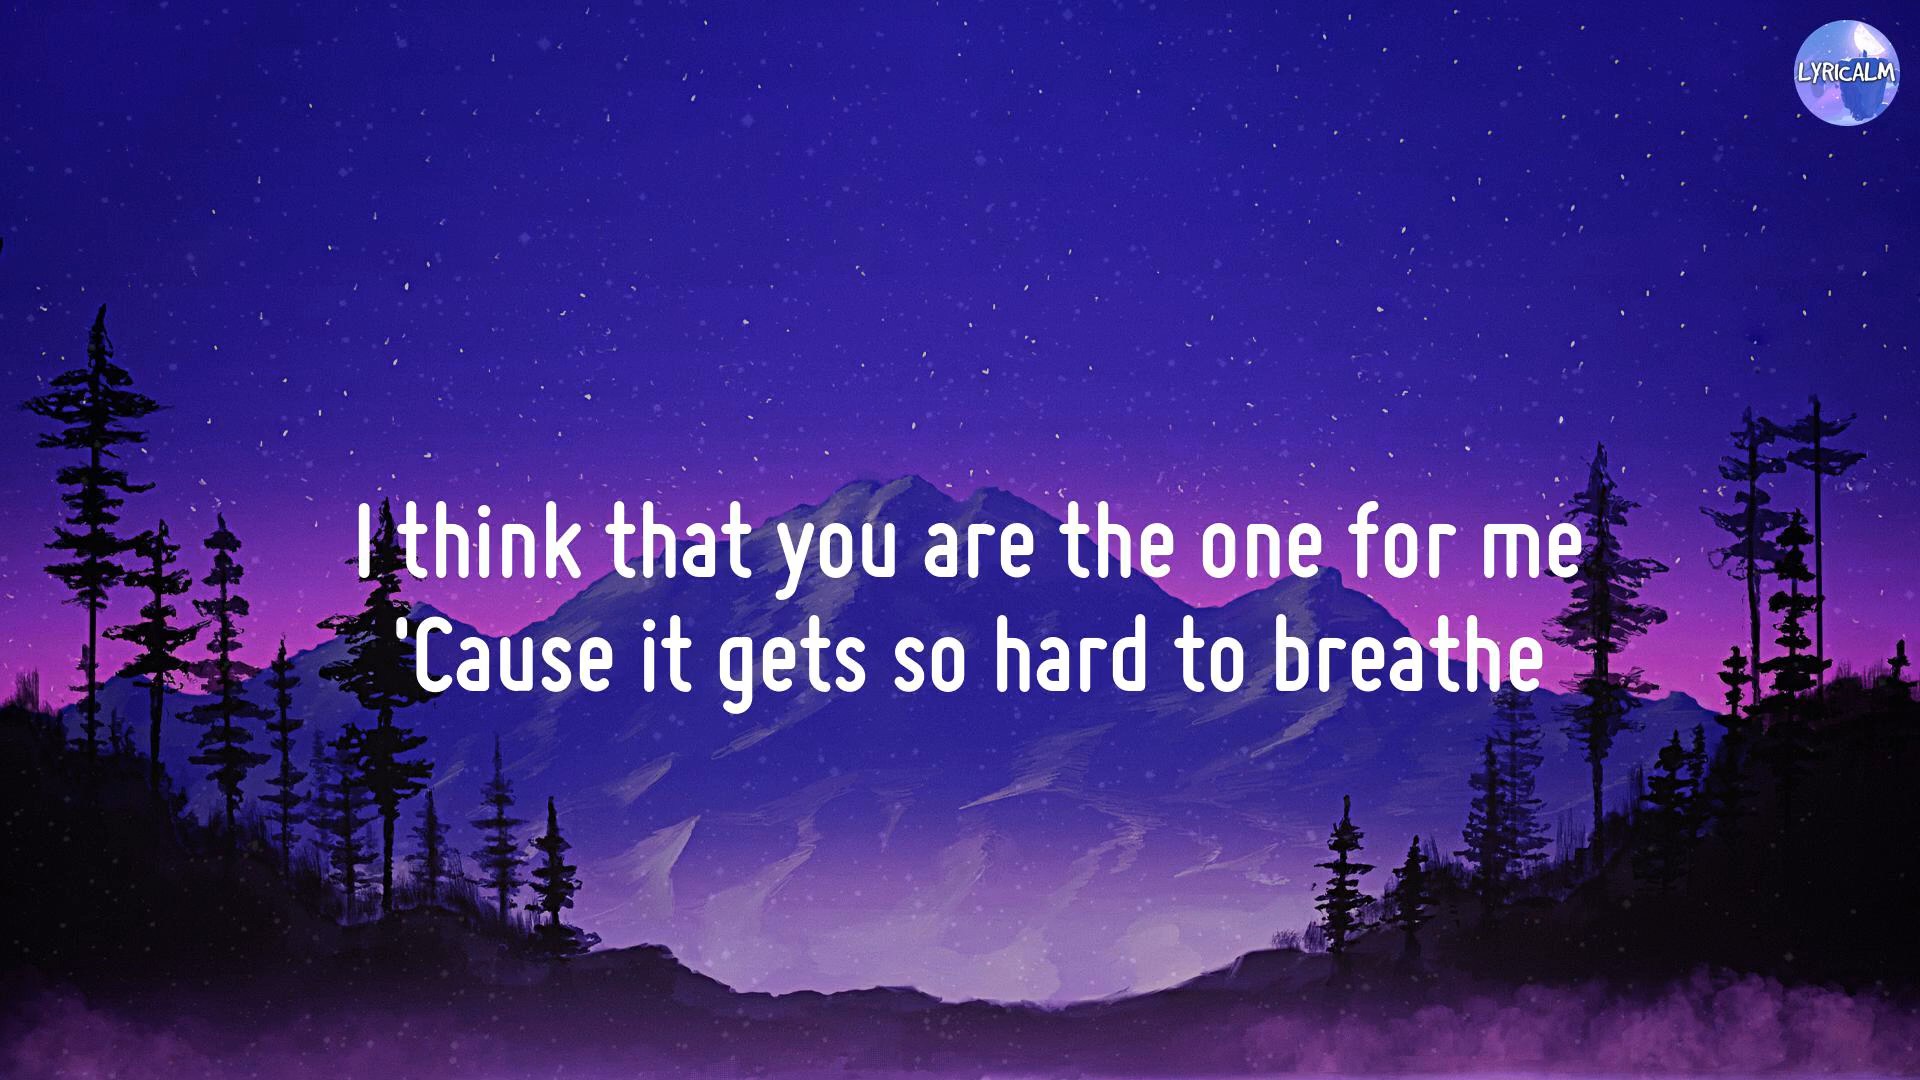 LYRICALM
I think that you are the one for me
'Cause it gets so hard to breathe